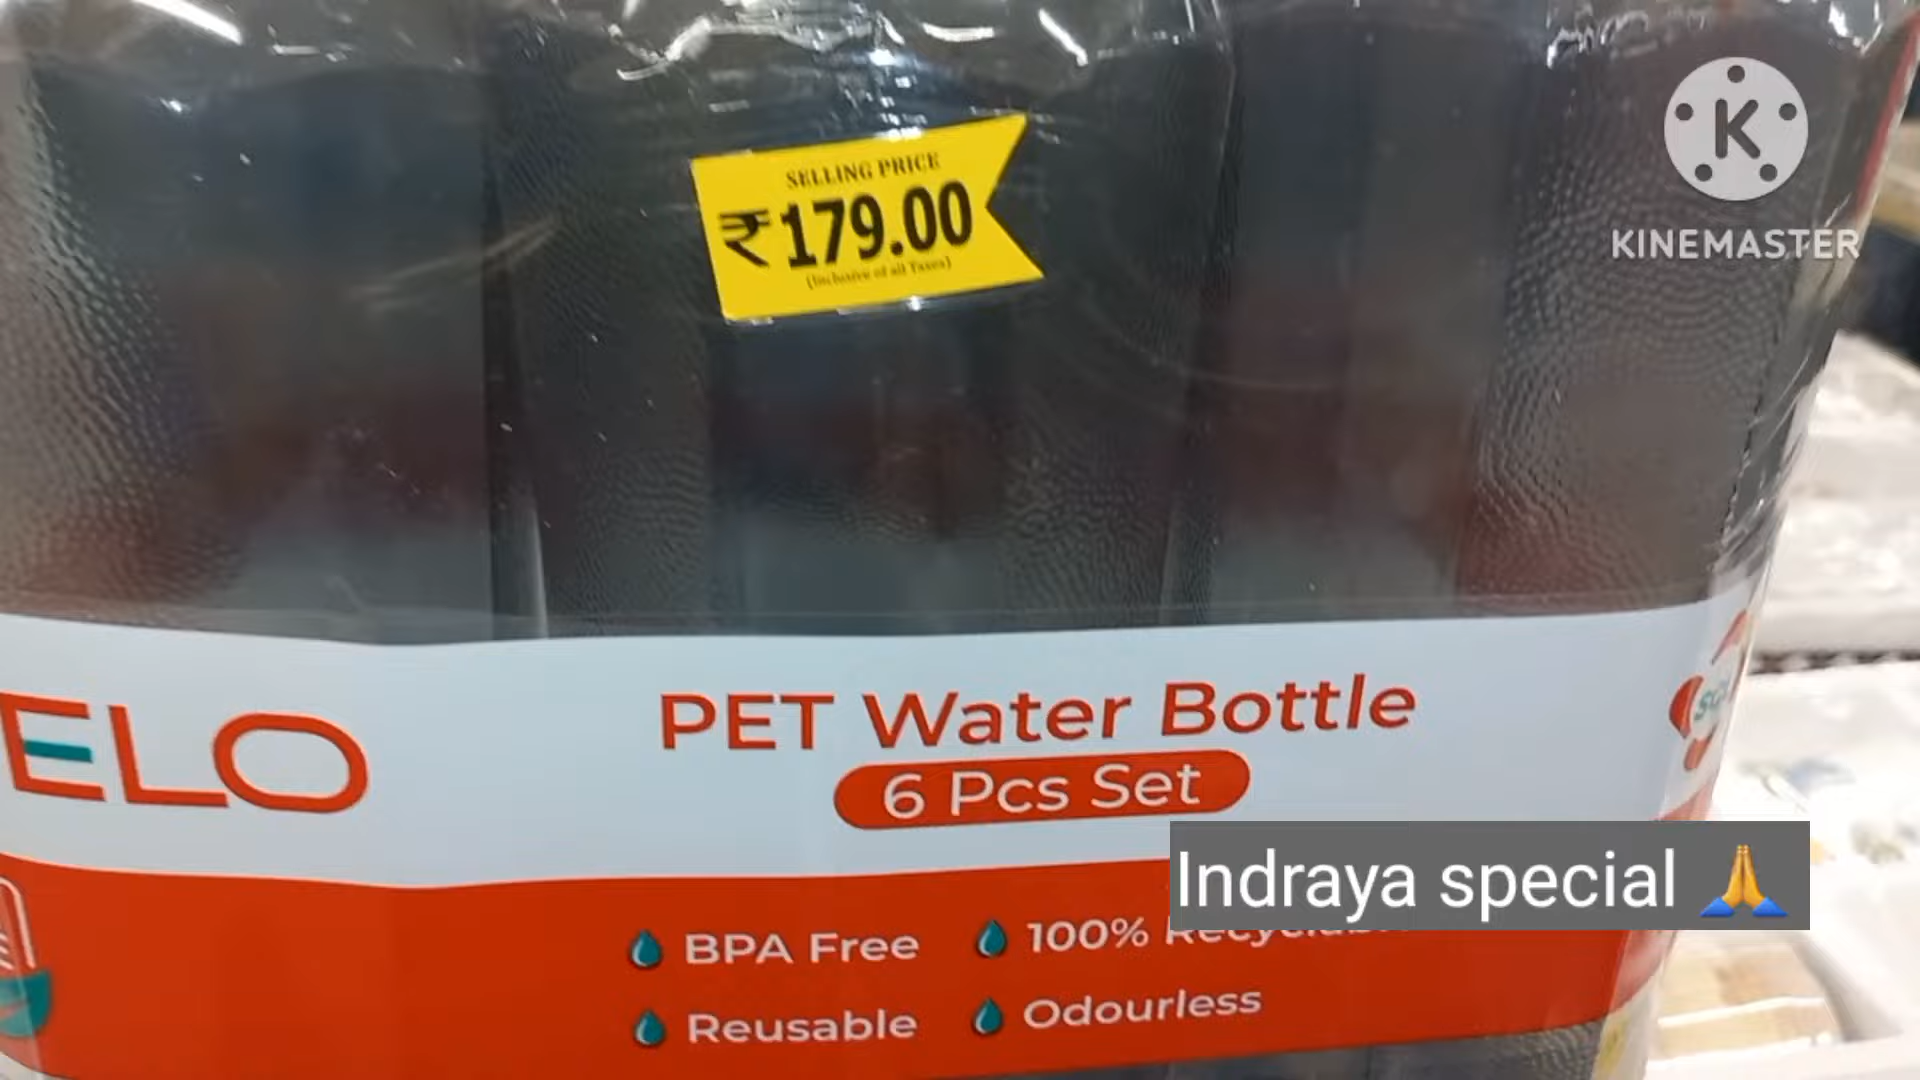 SELLING PRICE
₹179.00
(Inclusive of all Taxes)
KINEMASTER
ELO
PET Water Bottle
6 Pcs Set
Indraya special 🙏
BPA Free
100%
Reusable
Odourless